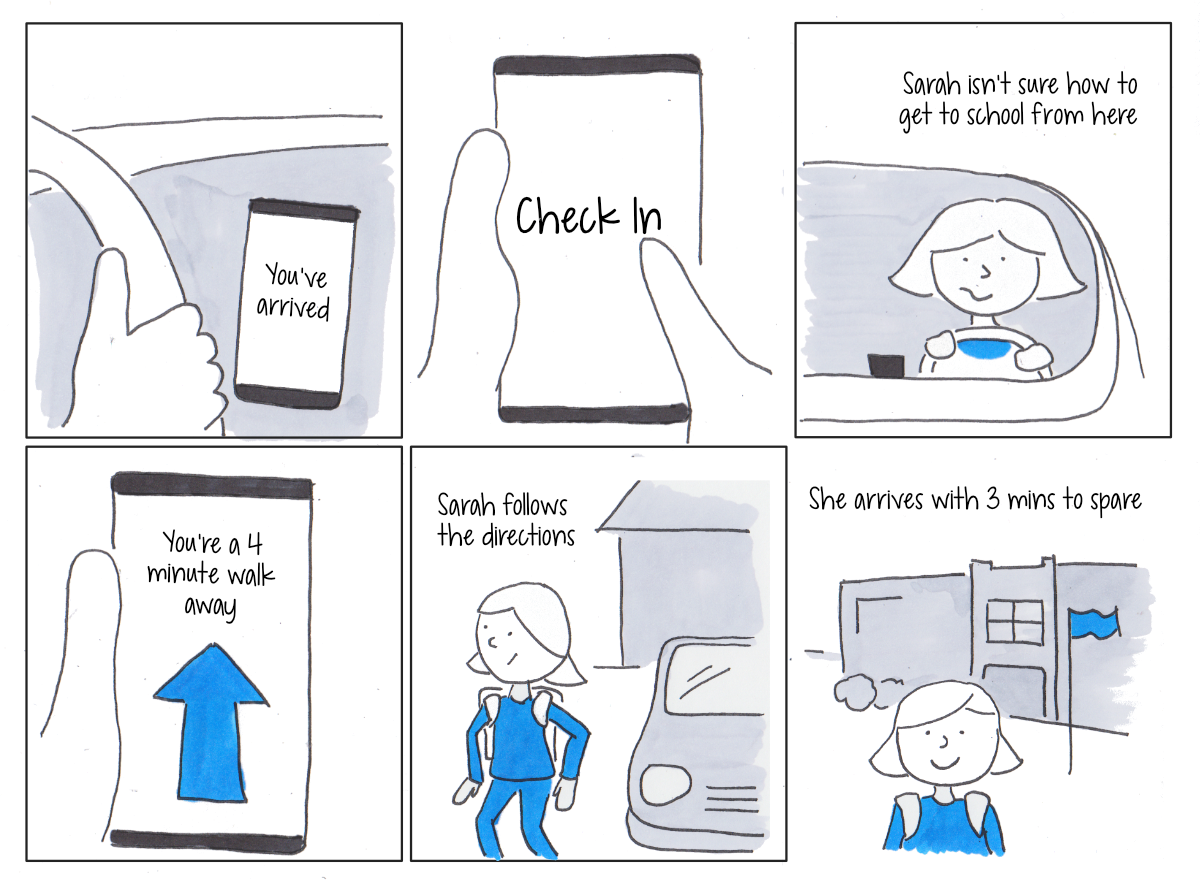 You've
arrived
Check In
Sarah isn't sure how to
get to school from here
You're a 4
minute walk
away
Sarah follows
the directions
She arrives with 3 mins to spare